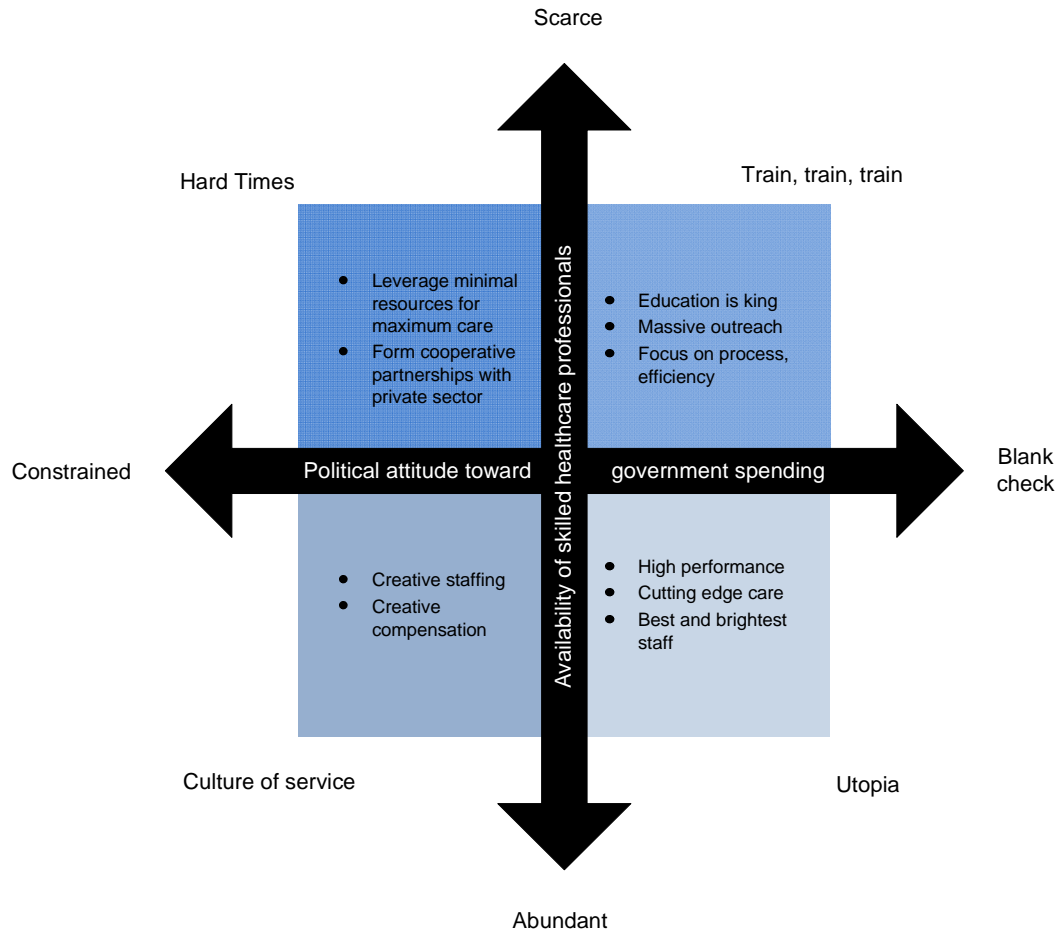 Scarce
Hard Times
Train, train, train
● Leverage minimal
resources for
maximum care
● Form cooperative
partnerships with
private sector
● Education is king
● Massive outreach
● Focus on process,
efficiency
Availability of skilled healthcare professionals
Constrained
Political attitude toward government spending
Blank
check
● Creative staffing
● Creative
compensation
● High performance
● Cutting edge care
● Best and brightest
staff
Culture of service
Utopia
Abundant